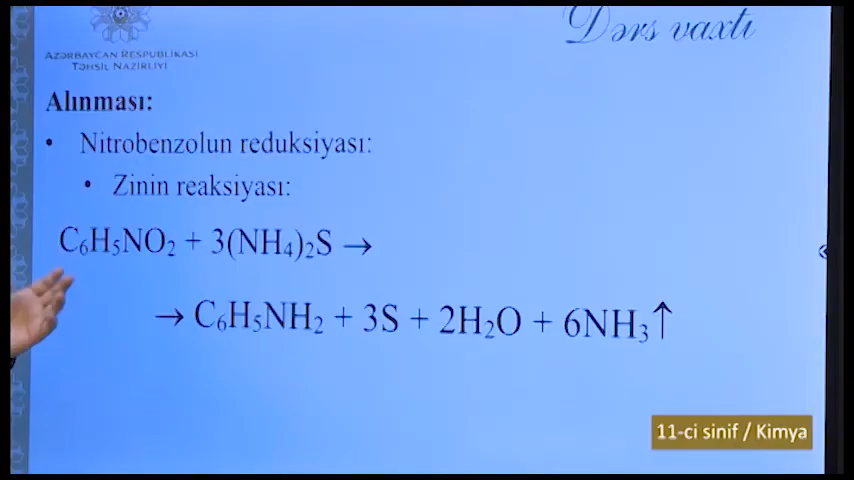 Dərs vaxtı
AZƏRBAYCAN RESPUBLİKASI
TƏHSİL NAZİRLİYİ
Alınması:
• Nitrobenzolun reduksiyası:
• Zinin reaksiyası:
C₆H₅NO₂ + 3(NH₄)₂S →
→ C₆H₅NH₂ + 3S + 2H₂O + 6NH₃↑
11-ci sinif / Kimya